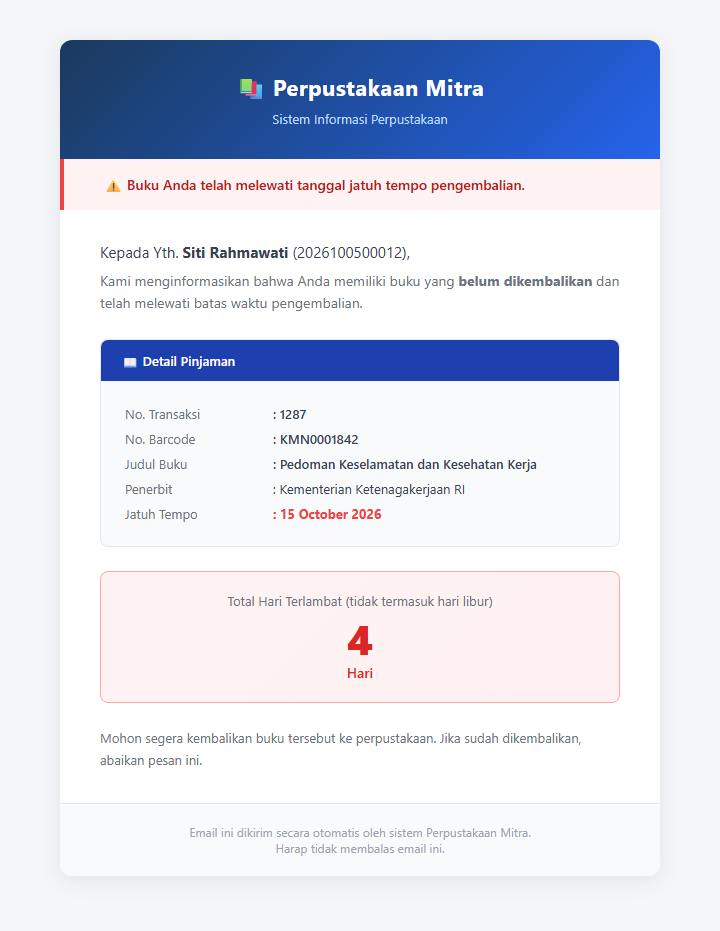 Perpustakaan Mitra
Sistem Informasi Perpustakaan
Buku Anda telah melewati tanggal jatuh tempo pengembalian.
Kepada Yth. Siti Rahmawati (2026100500012),
Kami menginformasikan bahwa Anda memiliki buku yang belum dikembalikan dan
telah melewati batas waktu pengembalian.
Detail Pinjaman
No. Transaksi : 1287
No. Barcode : KMN0001842
Judul Buku : Pedoman Keselamatan dan Kesehatan Kerja
Penerbit : Kementerian Ketenagakerjaan RI
Jatuh Tempo : 15 October 2026
Total Hari Terlambat (tidak termasuk hari libur)
4
Hari
Mohon segera kembalikan buku tersebut ke perpustakaan. Jika sudah dikembalikan,
abaikan pesan ini.
Email ini dikirim secara otomatis oleh sistem Perpustakaan Mitra.
Harap tidak membalas email ini.